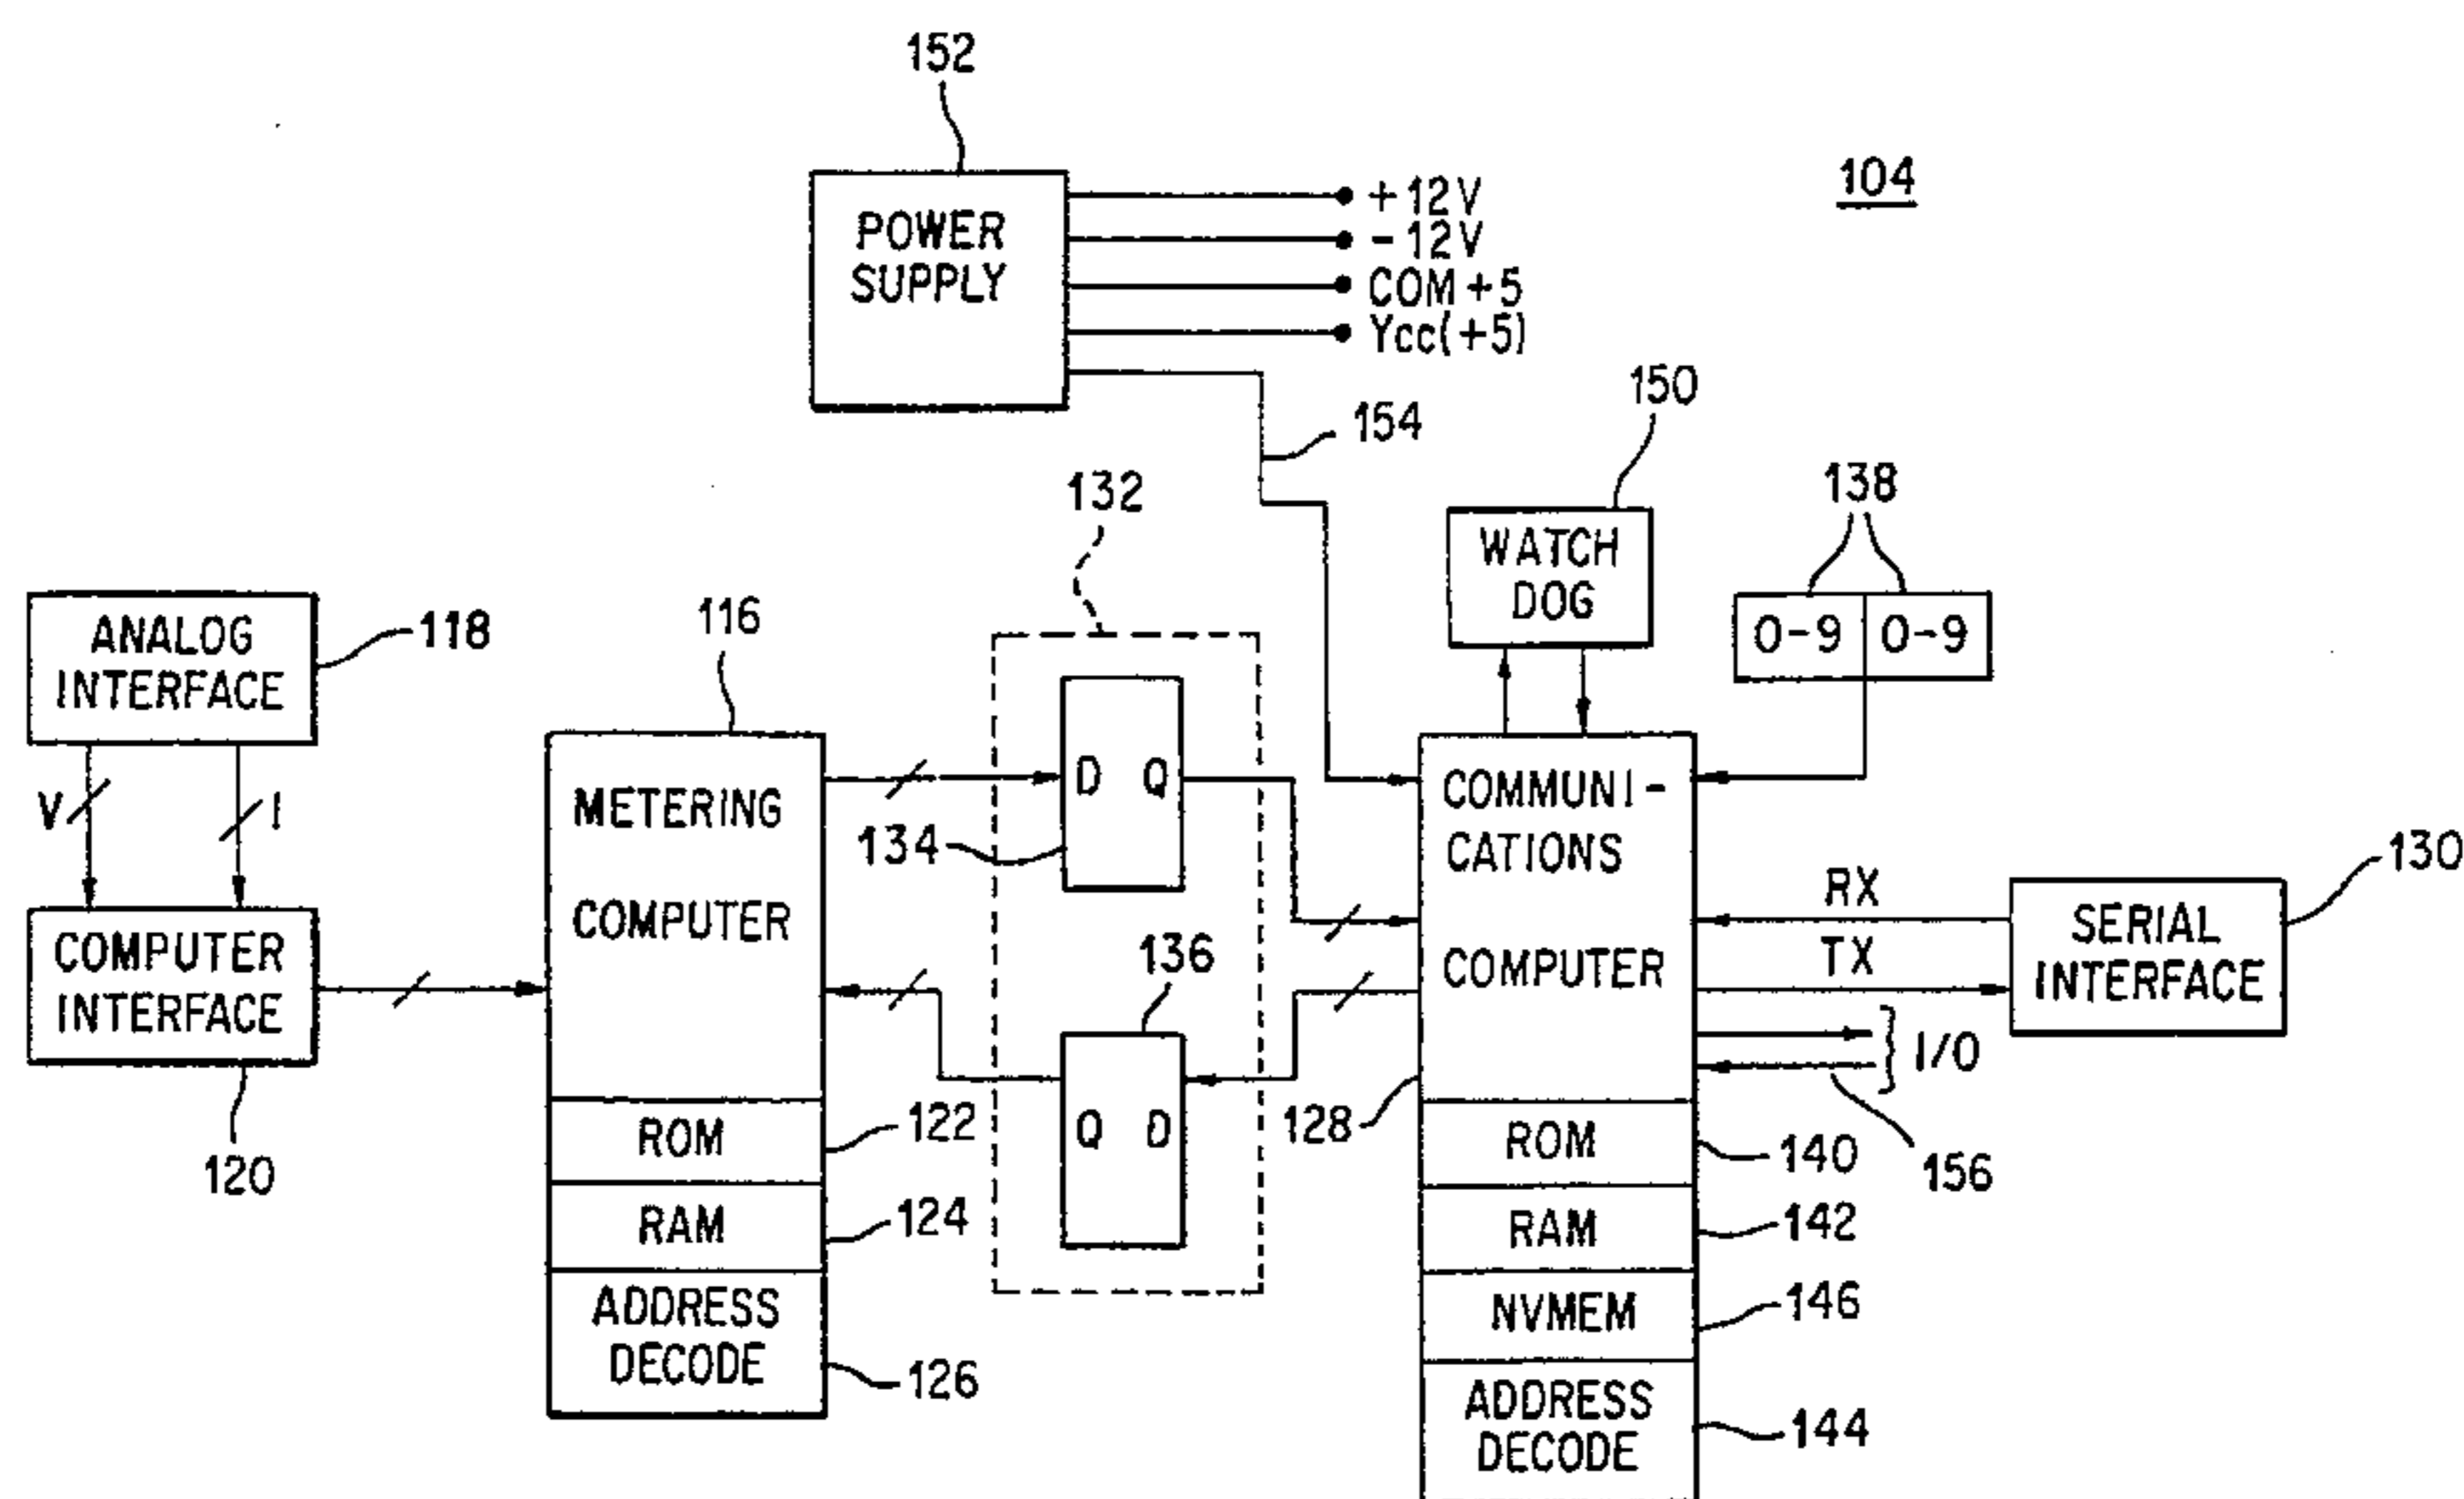 152
104
POWER
SUPPLY
+12V
-12V
COM+5
Ycc(+5)
154
150
132
138
WATCH
DOG
0-9 0-9
ANALOG
INTERFACE
118
116
V
I
D Q
134
METERING
COMPUTER
COMMUNI-
CATIONS
COMPUTER
RX
TX
130
SERIAL
INTERFACE
COMPUTER
INTERFACE
120
136
Q D
128
I/O
156
ROM
122
RAM
124
ADDRESS
DECODE
126
ROM
140
RAM
142
NVMEM
146
ADDRESS
DECODE
144